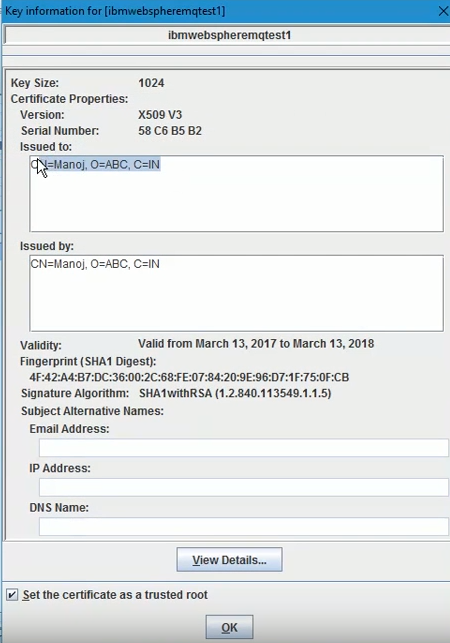 Key information for [ibmwebspheremqtest1]
ibmwebspheremqtest1
Key Size: 1024
Certificate Properties:
Version: X509 V3
Serial Number: 58 C6 B5 B2
Issued to:
CN=Manoj, O=ABC, C=IN
Issued by:
CN=Manoj, O=ABC, C=IN
Validity: Valid from March 13, 2017 to March 13, 2018
Fingerprint (SHA1 Digest):
4F:42:A4:B7:DC:36:00:2C:68:FE:07:84:20:9E:96:D7:1F:75:0F:CB
Signature Algorithm: SHA1withRSA (1.2.840.113549.1.1.5)
Subject Alternative Names:
Email Address:
IP Address:
DNS Name:
View Details...
Set the certificate as a trusted root
OK